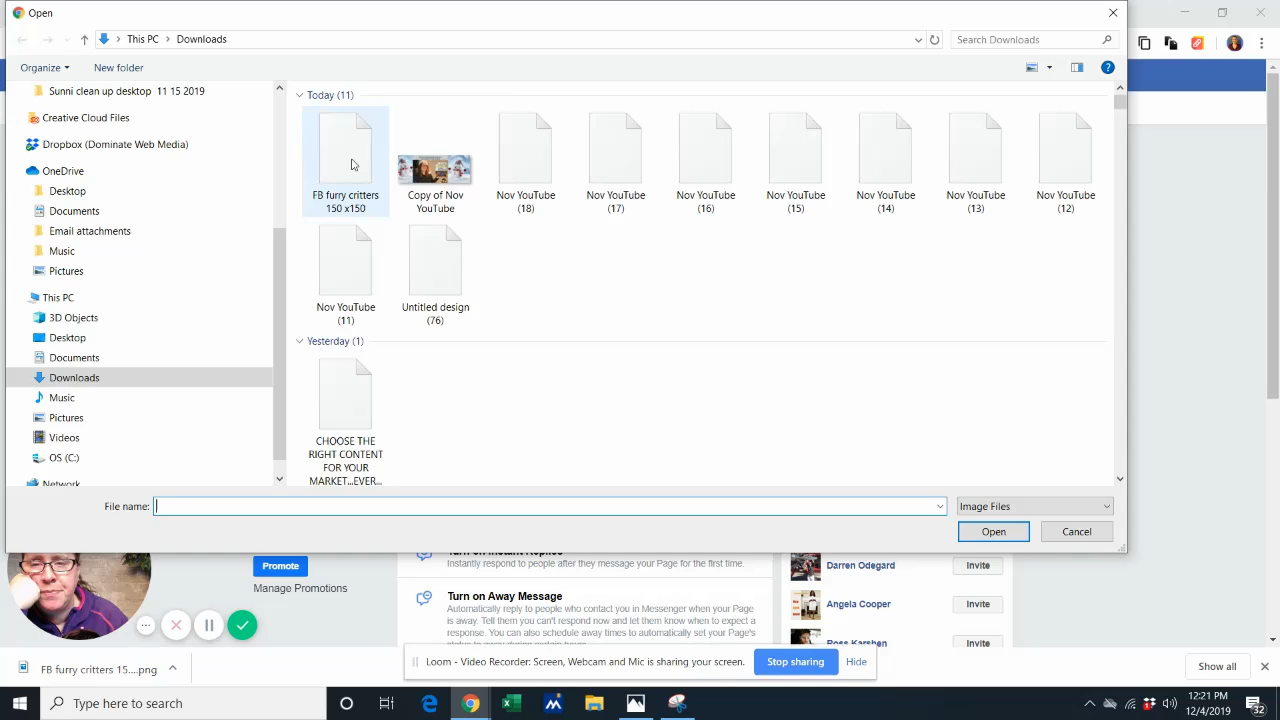 Open
This PC
Downloads
Search Downloads
Organize
New folder
Sunni clean up desktop 11 15 2019
Creative Cloud Files
Dropbox (Dominate Web Media)
OneDrive
Desktop
Documents
Email attachments
Music
Pictures
This PC
3D Objects
Desktop
Documents
Downloads
Music
Pictures
Videos
OS (C:)
Network
Today (11)
FB furry critters
150 x150
Copy of Nov
YouTube
Nov YouTube
(18)
Nov YouTube
(17)
Nov YouTube
(16)
Nov YouTube
(15)
Nov YouTube
(14)
Nov YouTube
(13)
Nov YouTube
(12)
Nov YouTube
(11)
Untitled design
(76)
Yesterday (1)
CHOOSE THE
RIGHT CONTENT
FOR YOUR
MARKET...EVER...
File name:
Image Files
Open
Cancel
Promote
Manage Promotions
Turn on Instant Replies
Instantly respond to people after they message your Page for the first time.
Turn on Away Message
Automatically reply to people who contact you in Messenger when your Page
is away. Tell them you can't respond now and let them know when to expect a
response. You can also schedule away times to automatically set your Page's
Darren Odegard
Invite
Angela Cooper
Invite
Ross Karshen
Invite
Loom - Video Recorder: Screen, Webcam and Mic is sharing your screen.
Stop sharing
Hide
FB furry critters 15....png
Show all
Type here to search
12:21 PM
12/4/2019
32